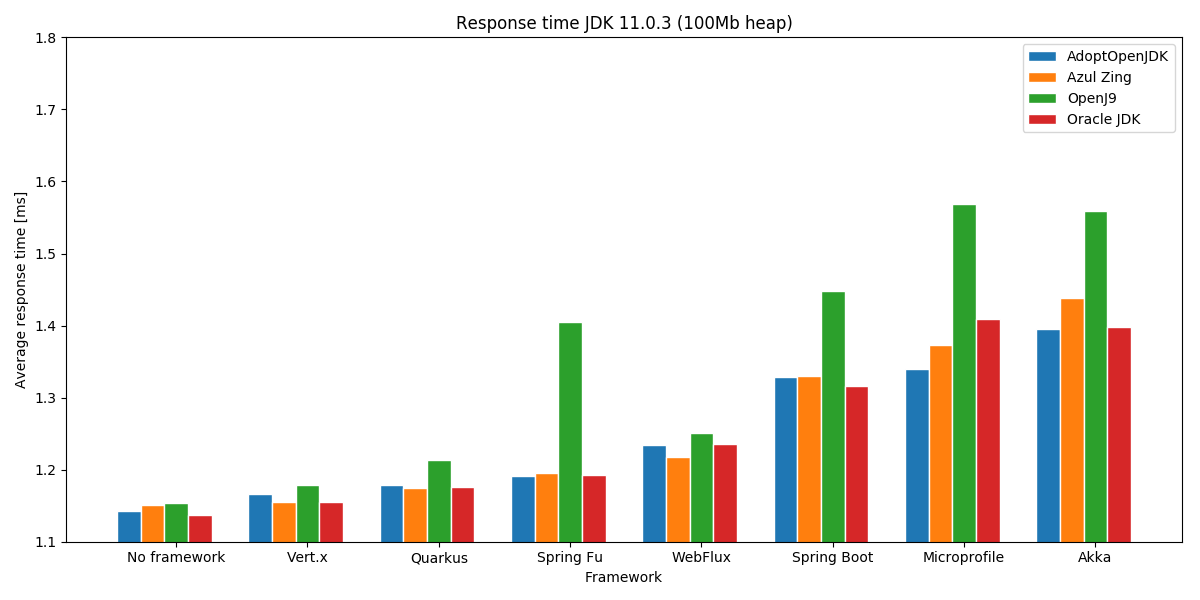 Response time JDK 11.0.3 (100Mb heap)
1.8
1.7
1.6
1.5
1.4
1.3
1.2
1.1
Average response time [ms]
AdoptOpenJDK
Azul Zing
OpenJ9
Oracle JDK
No framework Vert.x Quarkus Spring Fu WebFlux Spring Boot Microprofile Akka
Framework